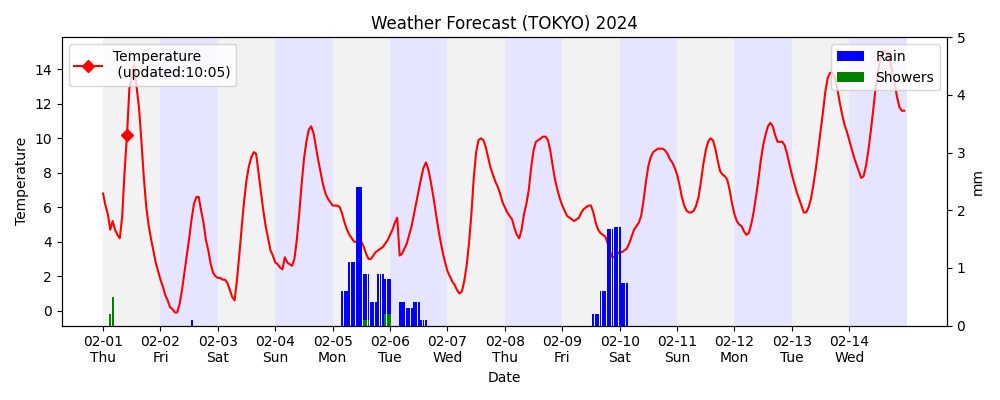 Weather Forecast (TOKYO) 2024
Temperature
(updated:10:05)
Rain
Showers
Temperature
14
12
10
8
6
4
2
0
5
4
3
2
1
0
mm
02-01 02-02 02-03 02-04 02-05 02-06 02-07 02-08 02-09 02-10 02-11 02-12 02-13 02-14
Thu Fri Sat Sun Mon Tue Wed Thu Fri Sat Sun Mon Tue Wed
Date